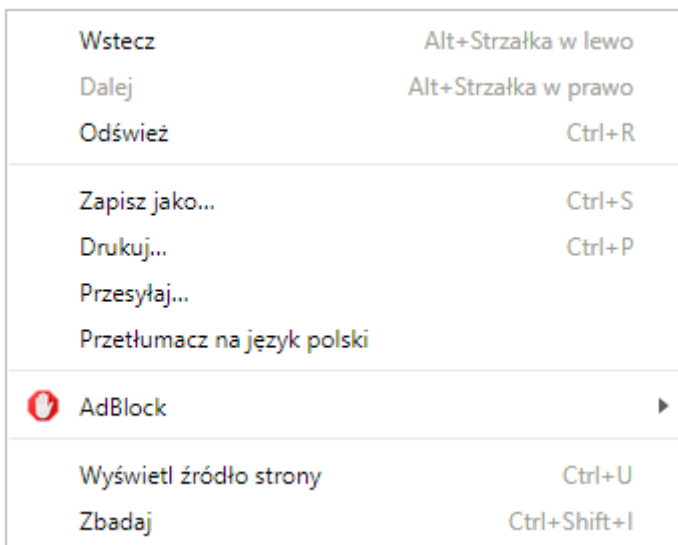 Wstecz Alt+Strzałka w lewo
Dalej Alt+Strzałka w prawo
Odśwież Ctrl+R
Zapisz jako... Ctrl+S
Drukuj... Ctrl+P
Przesyłaj...
Przetłumacz na język polski
AdBlock
Wyświetl źródło strony Ctrl+U
Zbadaj Ctrl+Shift+I